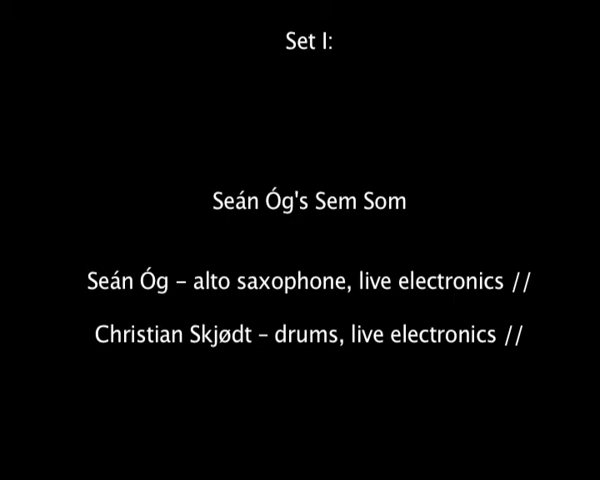 Set I:
Seán Óg's Sem Som
Seán Óg – alto saxophone, live electronics //
Christian Skjødt – drums, live electronics //